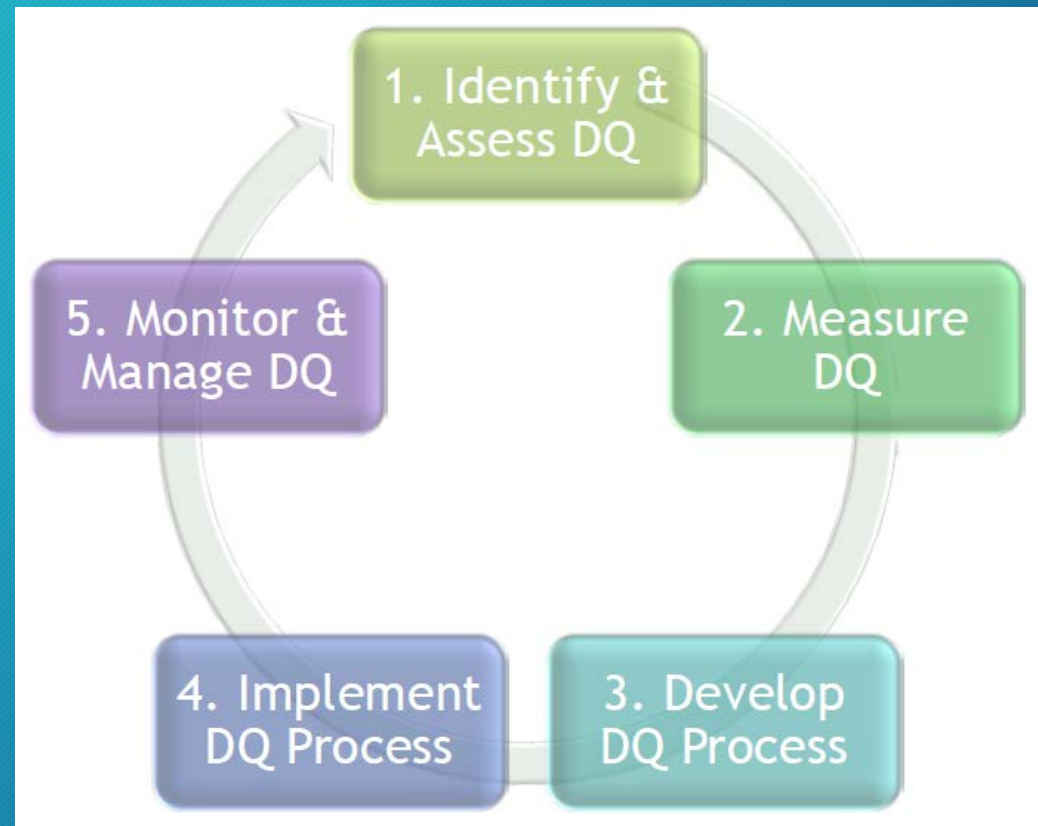 1. Identify &
Assess DQ
2. Measure
DQ
3. Develop
DQ Process
4. Implement
DQ Process
5. Monitor &
Manage DQ